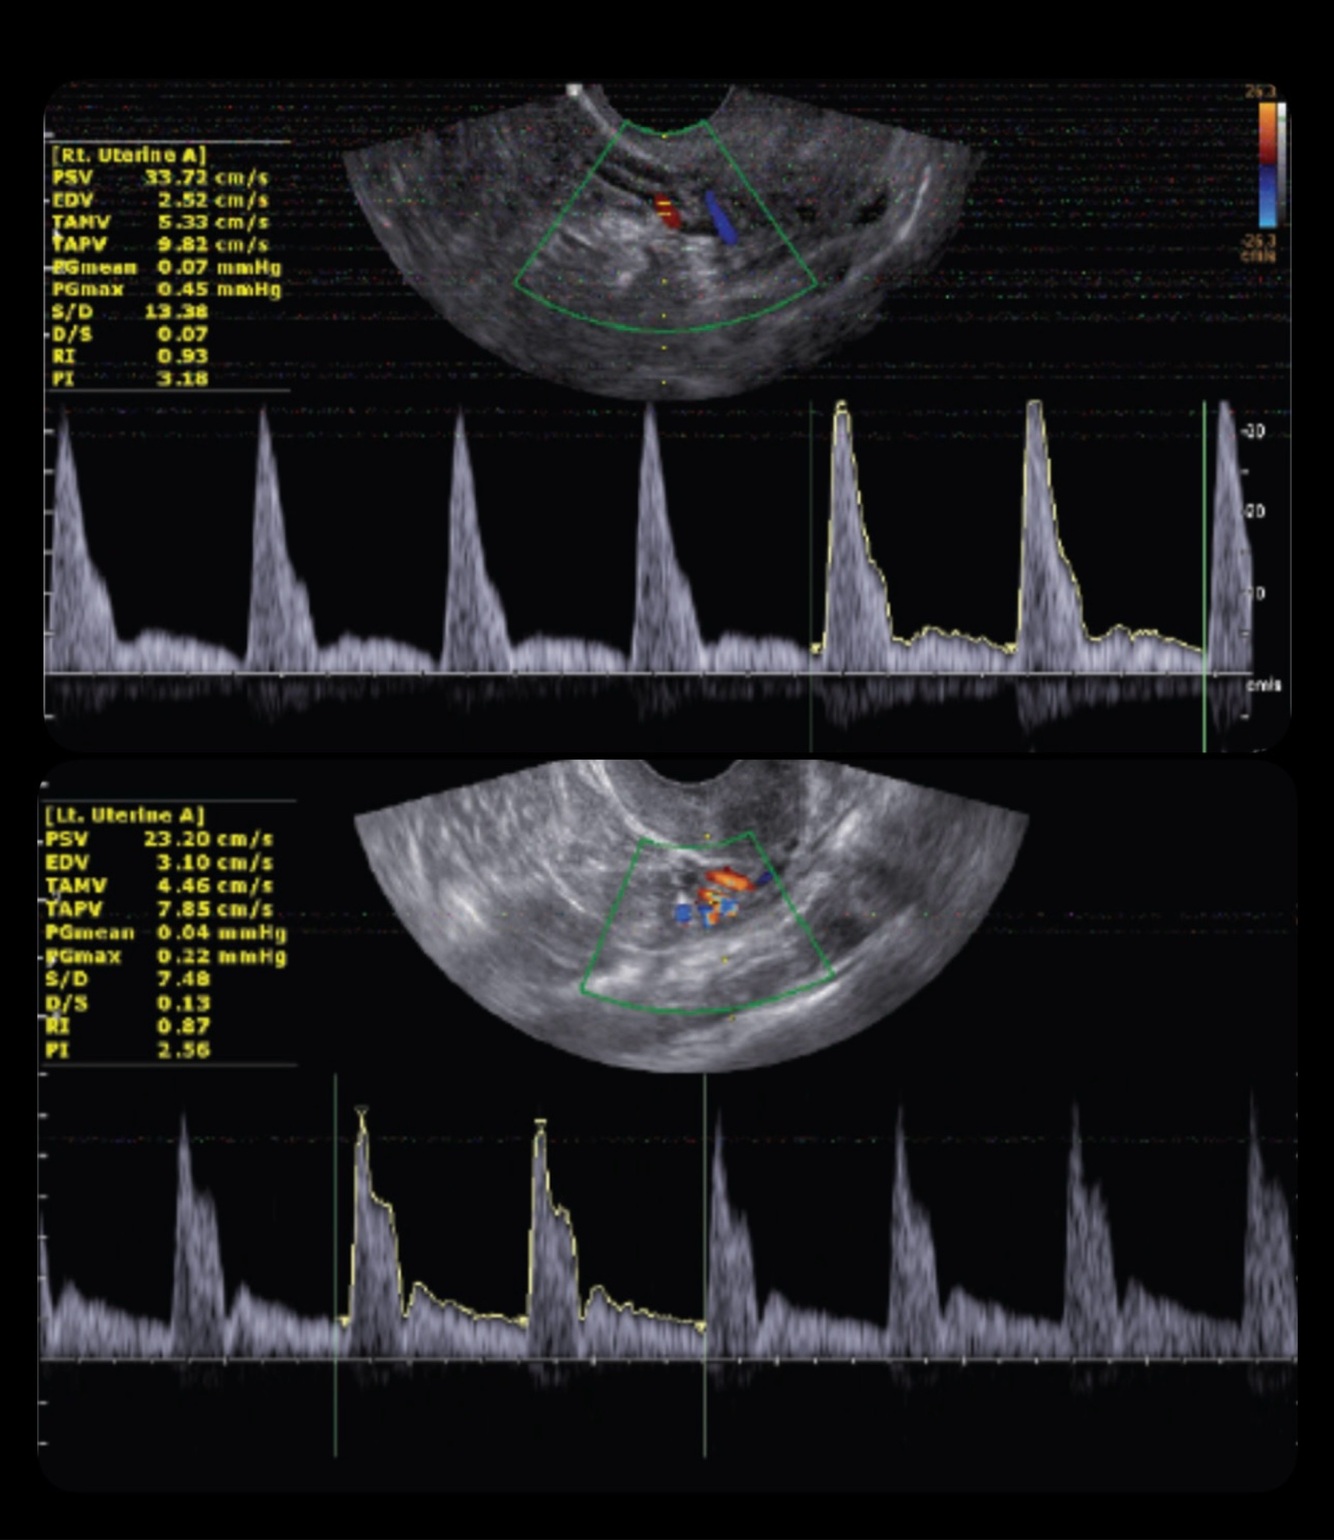 [Rt. Uterine A]
PSV 33.72 cm/s
EDV 2.52 cm/s
TAMV 5.33 cm/s
TAPV 9.82 cm/s
PGmean 0.07 mmHg
PGmax 0.45 mmHg
S/D 13.38
D/S 0.07
RI 0.93
PI 3.18
26.3
-26.3
cm/s
-30
-20
cm/s
[Lt. Uterine A]
PSV 23.20 cm/s
EDV 3.10 cm/s
TAMV 4.46 cm/s
TAPV 7.85 cm/s
PGmean 0.04 mmHg
PGmax 0.22 mmHg
S/D 7.48
D/S 0.13
RI 0.87
PI 2.56